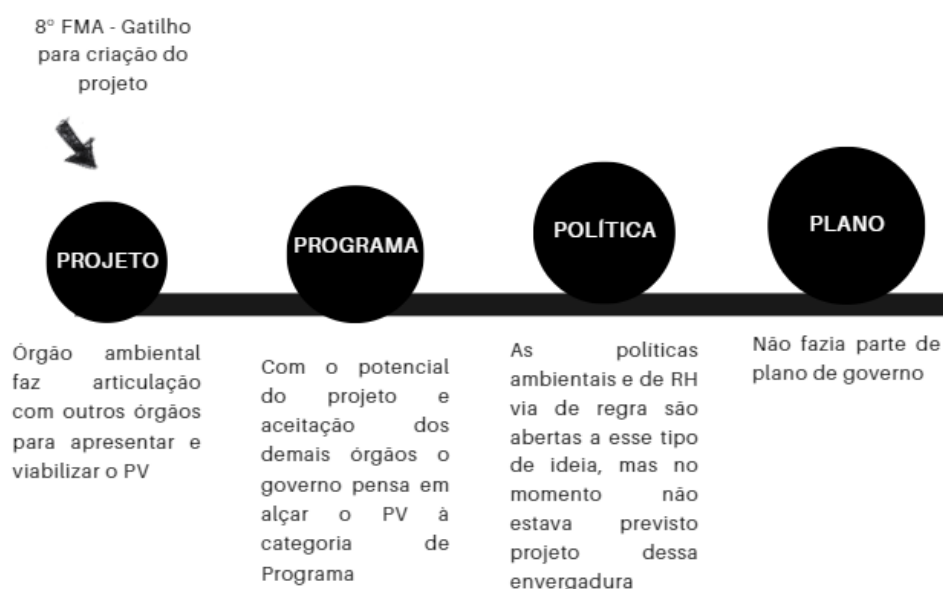 8° FMA - Gatilho
para criação do
projeto
PROJETO
PROGRAMA
POLÍTICA
PLANO
Órgão ambiental
faz articulação
com outros órgãos
para apresentar e
viabilizar o PV
Com o potencial
do projeto e
aceitação dos
demais órgãos o
governo pensa em
alçar o PV à
categoria de
Programa
As políticas
ambientais e de RH
via de regra são
abertas a esse tipo
de ideia, mas no
momento não
estava previsto
projeto dessa
envergadura
Não fazia parte de
plano de governo